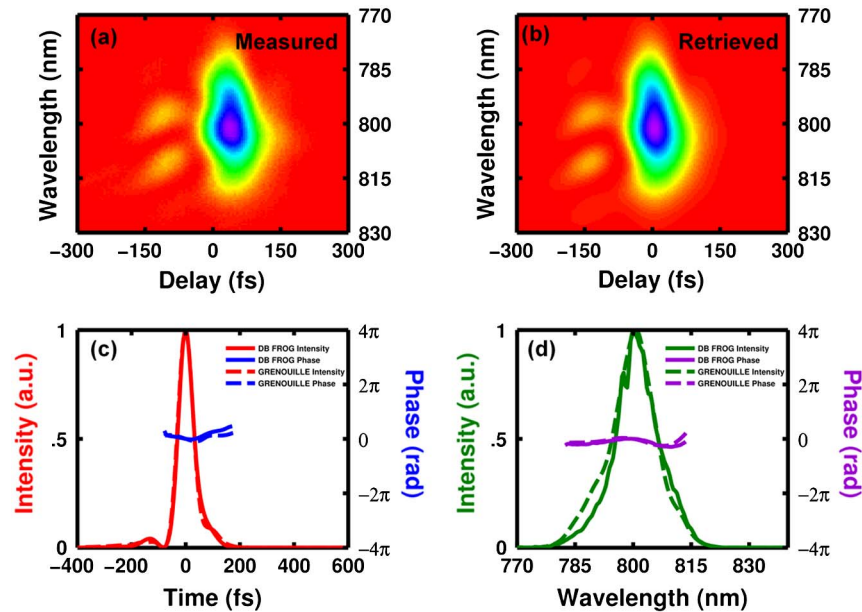 (a) Measured
Wavelength (nm)
770
785
800
815
830
−300 −150 0 150 300
Delay (fs)
(b) Retrieved
Wavelength (nm)
770
785
800
815
830
−300 −150 0 150 300
Delay (fs)
(c)
Intensity (a.u.)
1
.5
0
DB FROG Intensity
DB FROG Phase
GRENOUILLE Intensity
GRENOUILLE Phase
4π
2π
0
−2π
−4π
Phase (rad)
−400 −200 0 200 400 600
Time (fs)
(d)
Intensity (a.u.)
1
.5
0
DB FROG Intensity
DB FROG Phase
GRENOUILLE Intensity
GRENOUILLE Phase
4π
2π
0
−2π
−4π
Phase (rad)
770 785 800 815 830
Wavelength (nm)